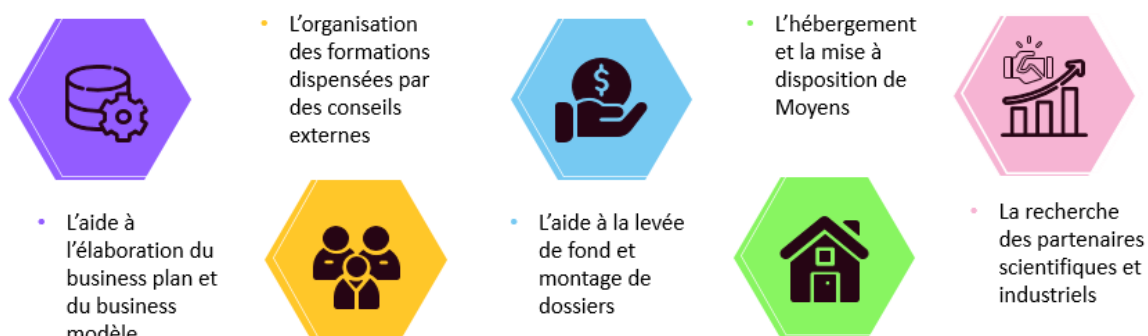 L'aide à
l'élaboration du
business plan et
du business
modèle
L'organisation
des formations
dispensées par
des conseils
externes
L'aide à la levée
de fond et
montage de
dossiers
L'hébergement
et la mise à
disposition de
Moyens
La recherche
des partenaires
scientifiques et
industriels
$